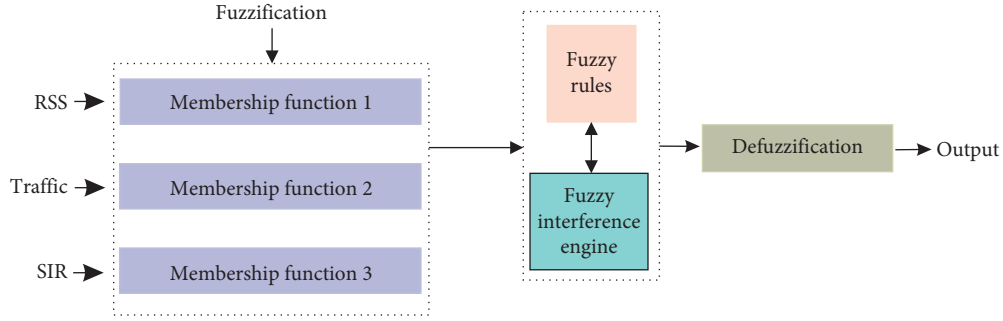 Fuzzification
RSS
Membership function 1
Traffic
Membership function 2
SIR
Membership function 3
Fuzzy
rules
Fuzzy
interference
engine
Defuzzification
Output